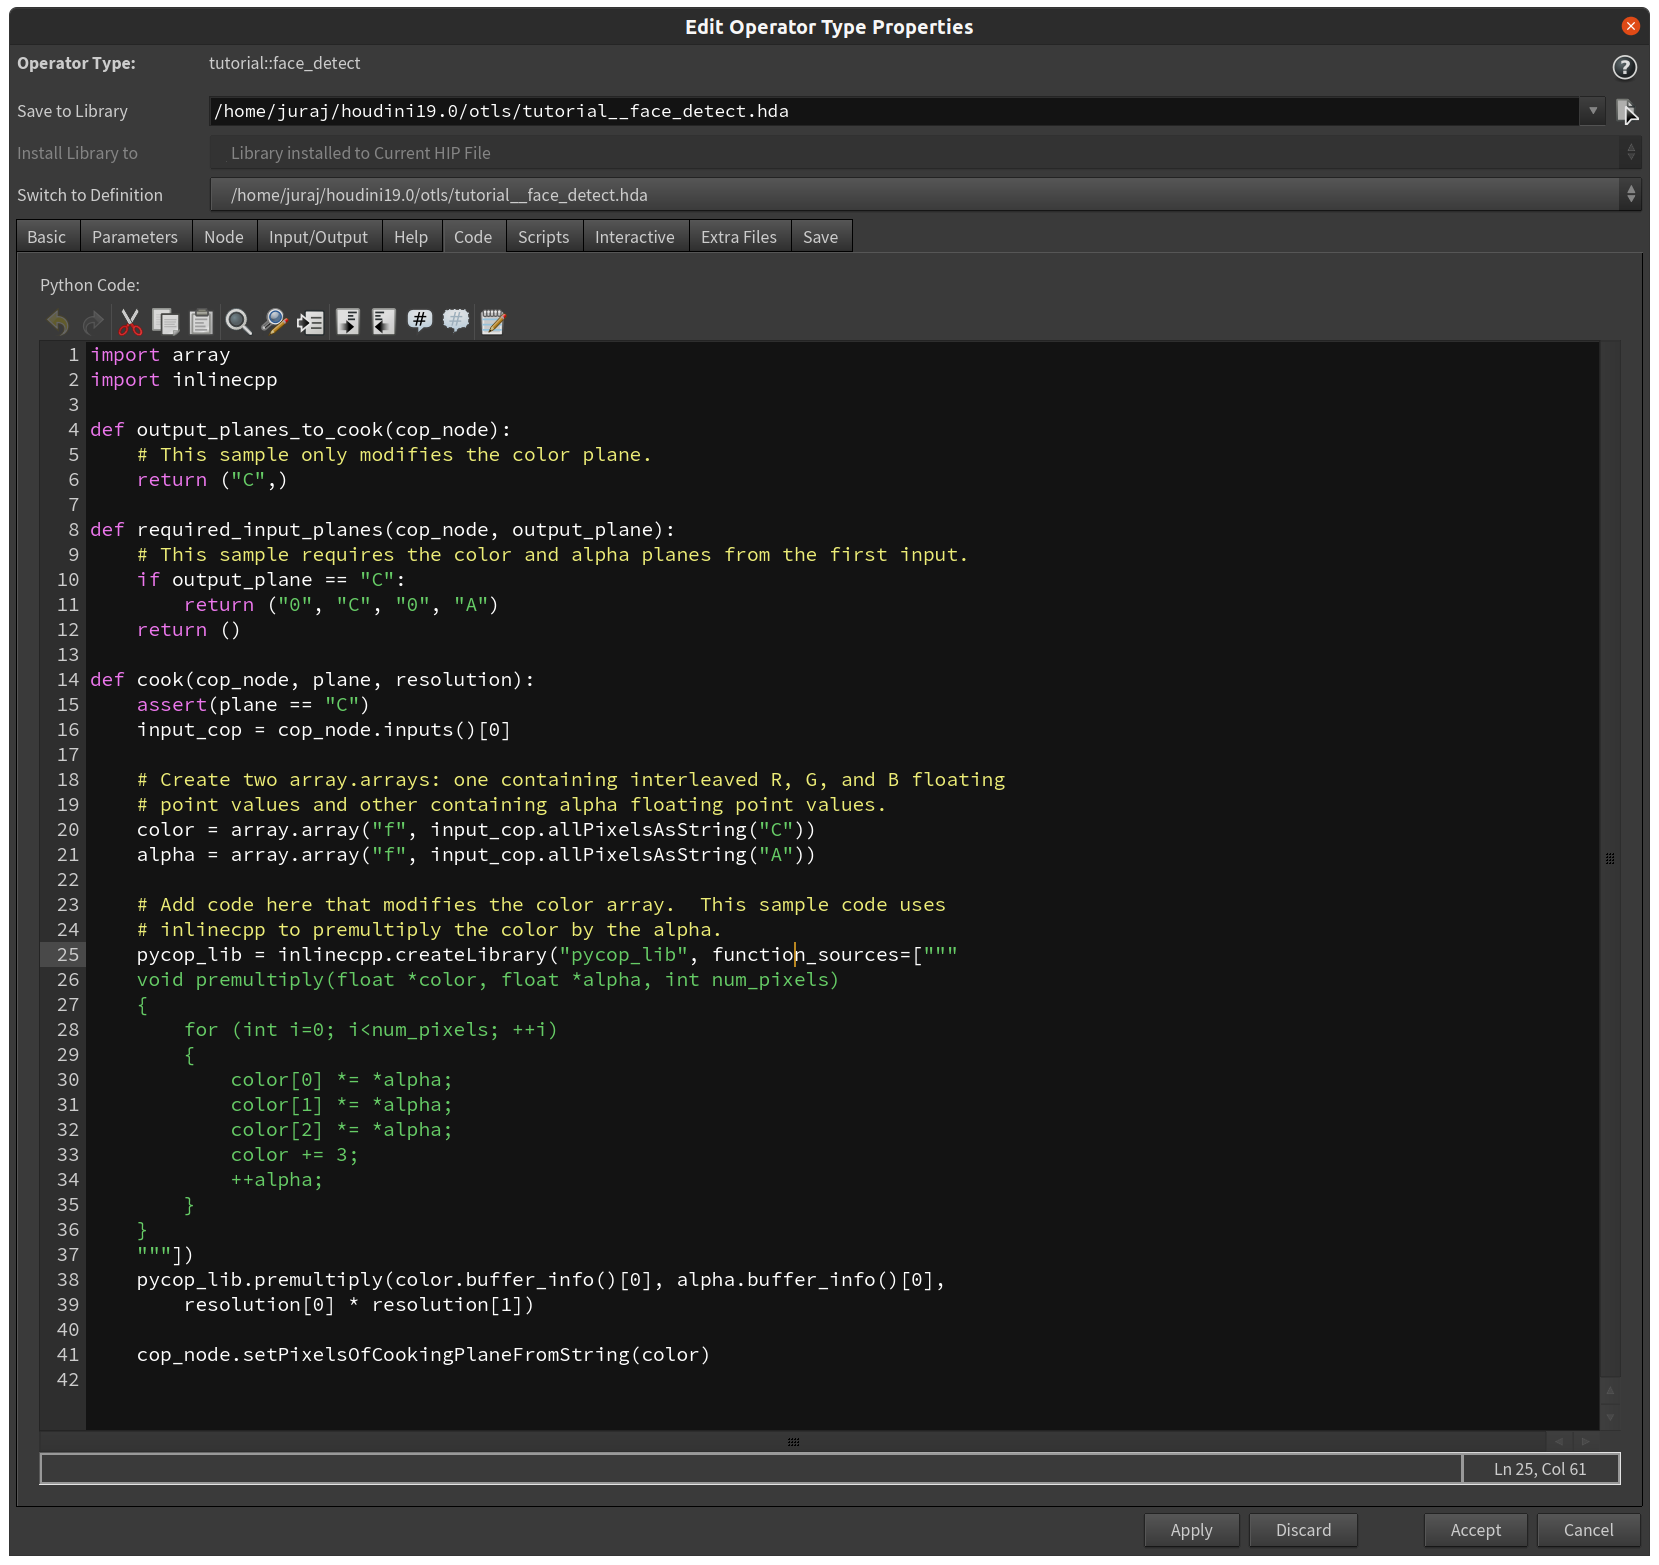 Edit Operator Type Properties
Operator Type: tutorial::face_detect
Save to Library /home/juraj/houdini19.0/otls/tutorial__face_detect.hda
Install Library to Library installed to Current HIP File
Switch to Definition /home/juraj/houdini19.0/otls/tutorial__face_detect.hda
Basic Parameters Node Input/Output Help Code Scripts Interactive Extra Files Save
Python Code:
1 import array
2 import inlinecpp
3
4 def output_planes_to_cook(cop_node):
5     # This sample only modifies the color plane.
6     return ("C",)
7
8 def required_input_planes(cop_node, output_plane):
9     # This sample requires the color and alpha planes from the first input.
10     if output_plane == "C":
11         return ("0", "C", "0", "A")
12     return ()
13
14 def cook(cop_node, plane, resolution):
15     assert(plane == "C")
16     input_cop = cop_node.inputs()[0]
17
18     # Create two array.arrays: one containing interleaved R, G, and B floating
19     # point values and other containing alpha floating point values.
20     color = array.array("f", input_cop.allPixelsAsString("C"))
21     alpha = array.array("f", input_cop.allPixelsAsString("A"))
22
23     # Add code here that modifies the color array.  This sample code uses
24     # inlinecpp to premultiply the color by the alpha.
25     pycop_lib = inlinecpp.createLibrary("pycop_lib", function_sources=["""
26     void premultiply(float *color, float *alpha, int num_pixels)
27     {
28         for (int i=0; i<num_pixels; ++i)
29         {
30             color[0] *= *alpha;
31             color[1] *= *alpha;
32             color[2] *= *alpha;
33             color += 3;
34             ++alpha;
35         }
36     }
37     """])
38     pycop_lib.premultiply(color.buffer_info()[0], alpha.buffer_info()[0],
39         resolution[0] * resolution[1])
40
41     cop_node.setPixelsOfCookingPlaneFromString(color)
42
Ln 25, Col 61
Apply Discard Accept Cancel